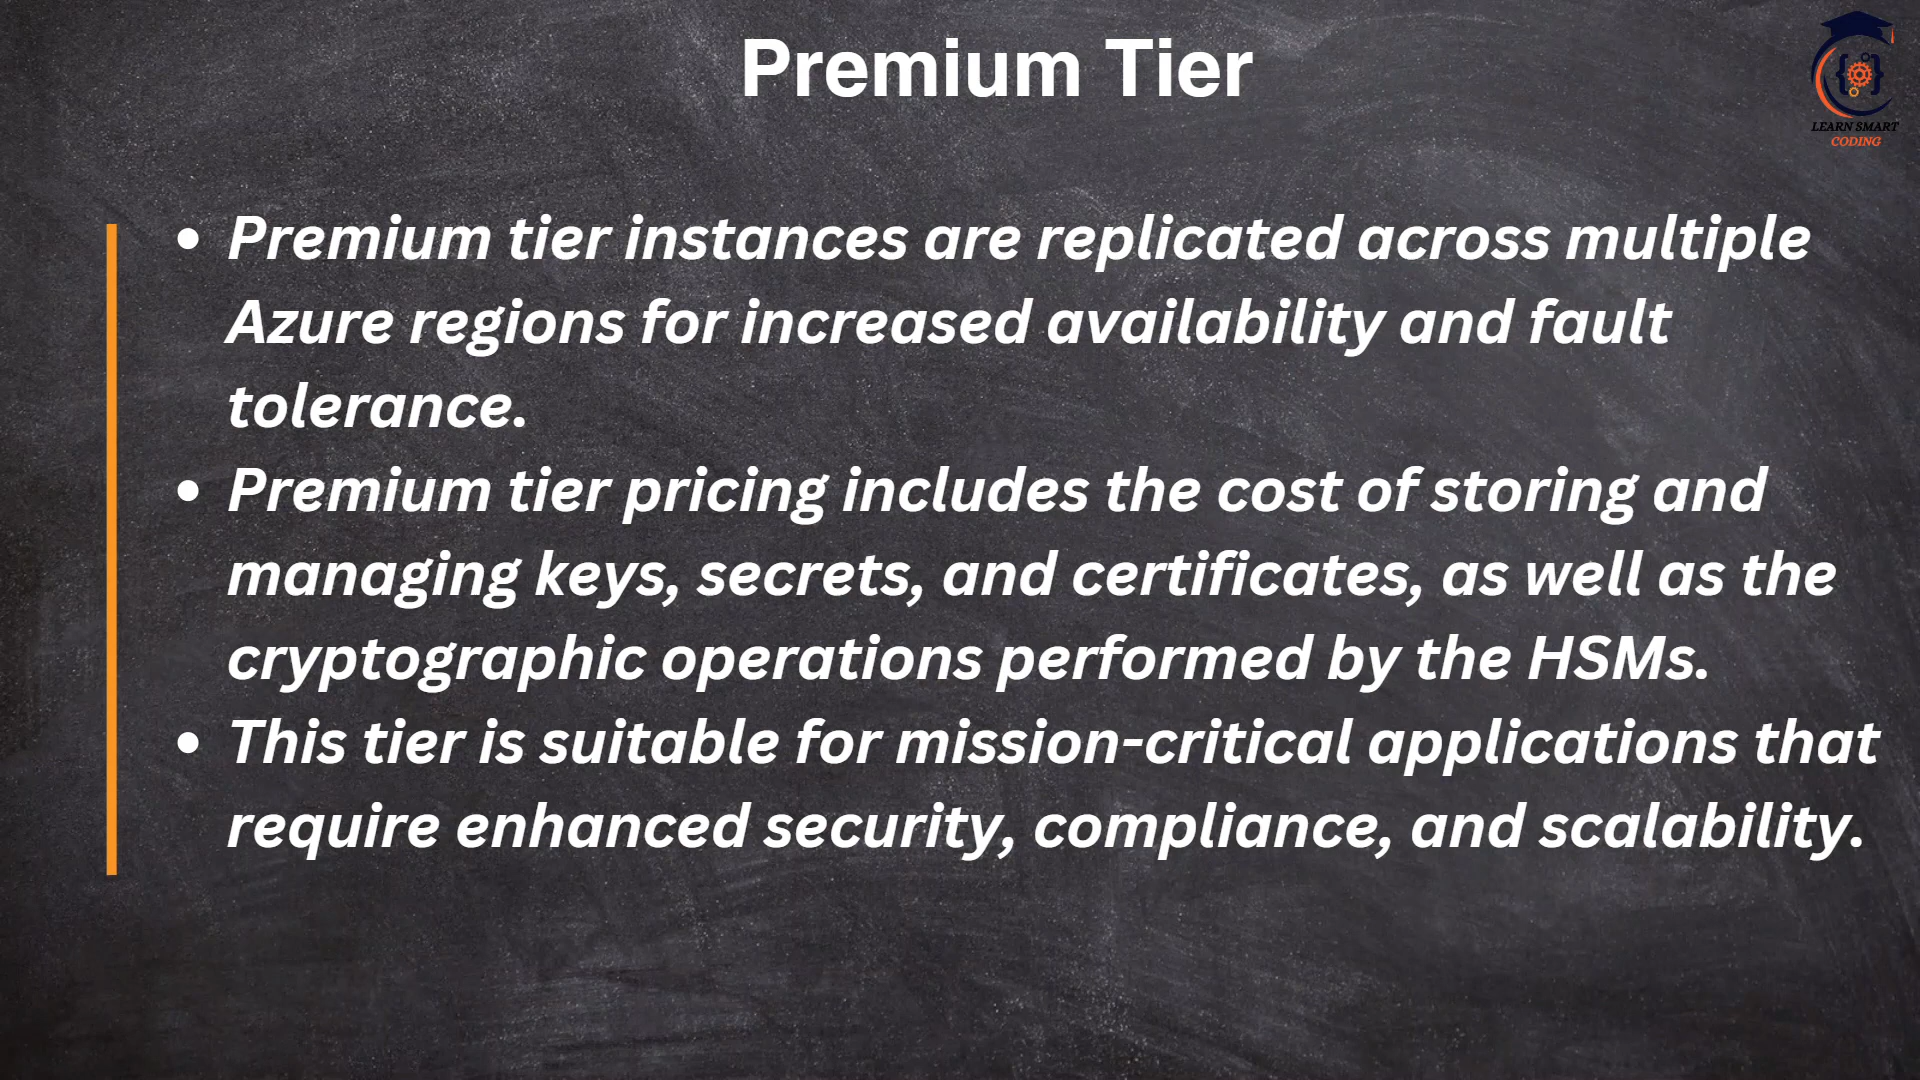 Premium Tier
LEARN SMART
CODING
• Premium tier instances are replicated across multiple
Azure regions for increased availability and fault
tolerance.
• Premium tier pricing includes the cost of storing and
managing keys, secrets, and certificates, as well as the
cryptographic operations performed by the HSMs.
• This tier is suitable for mission-critical applications that
require enhanced security, compliance, and scalability.